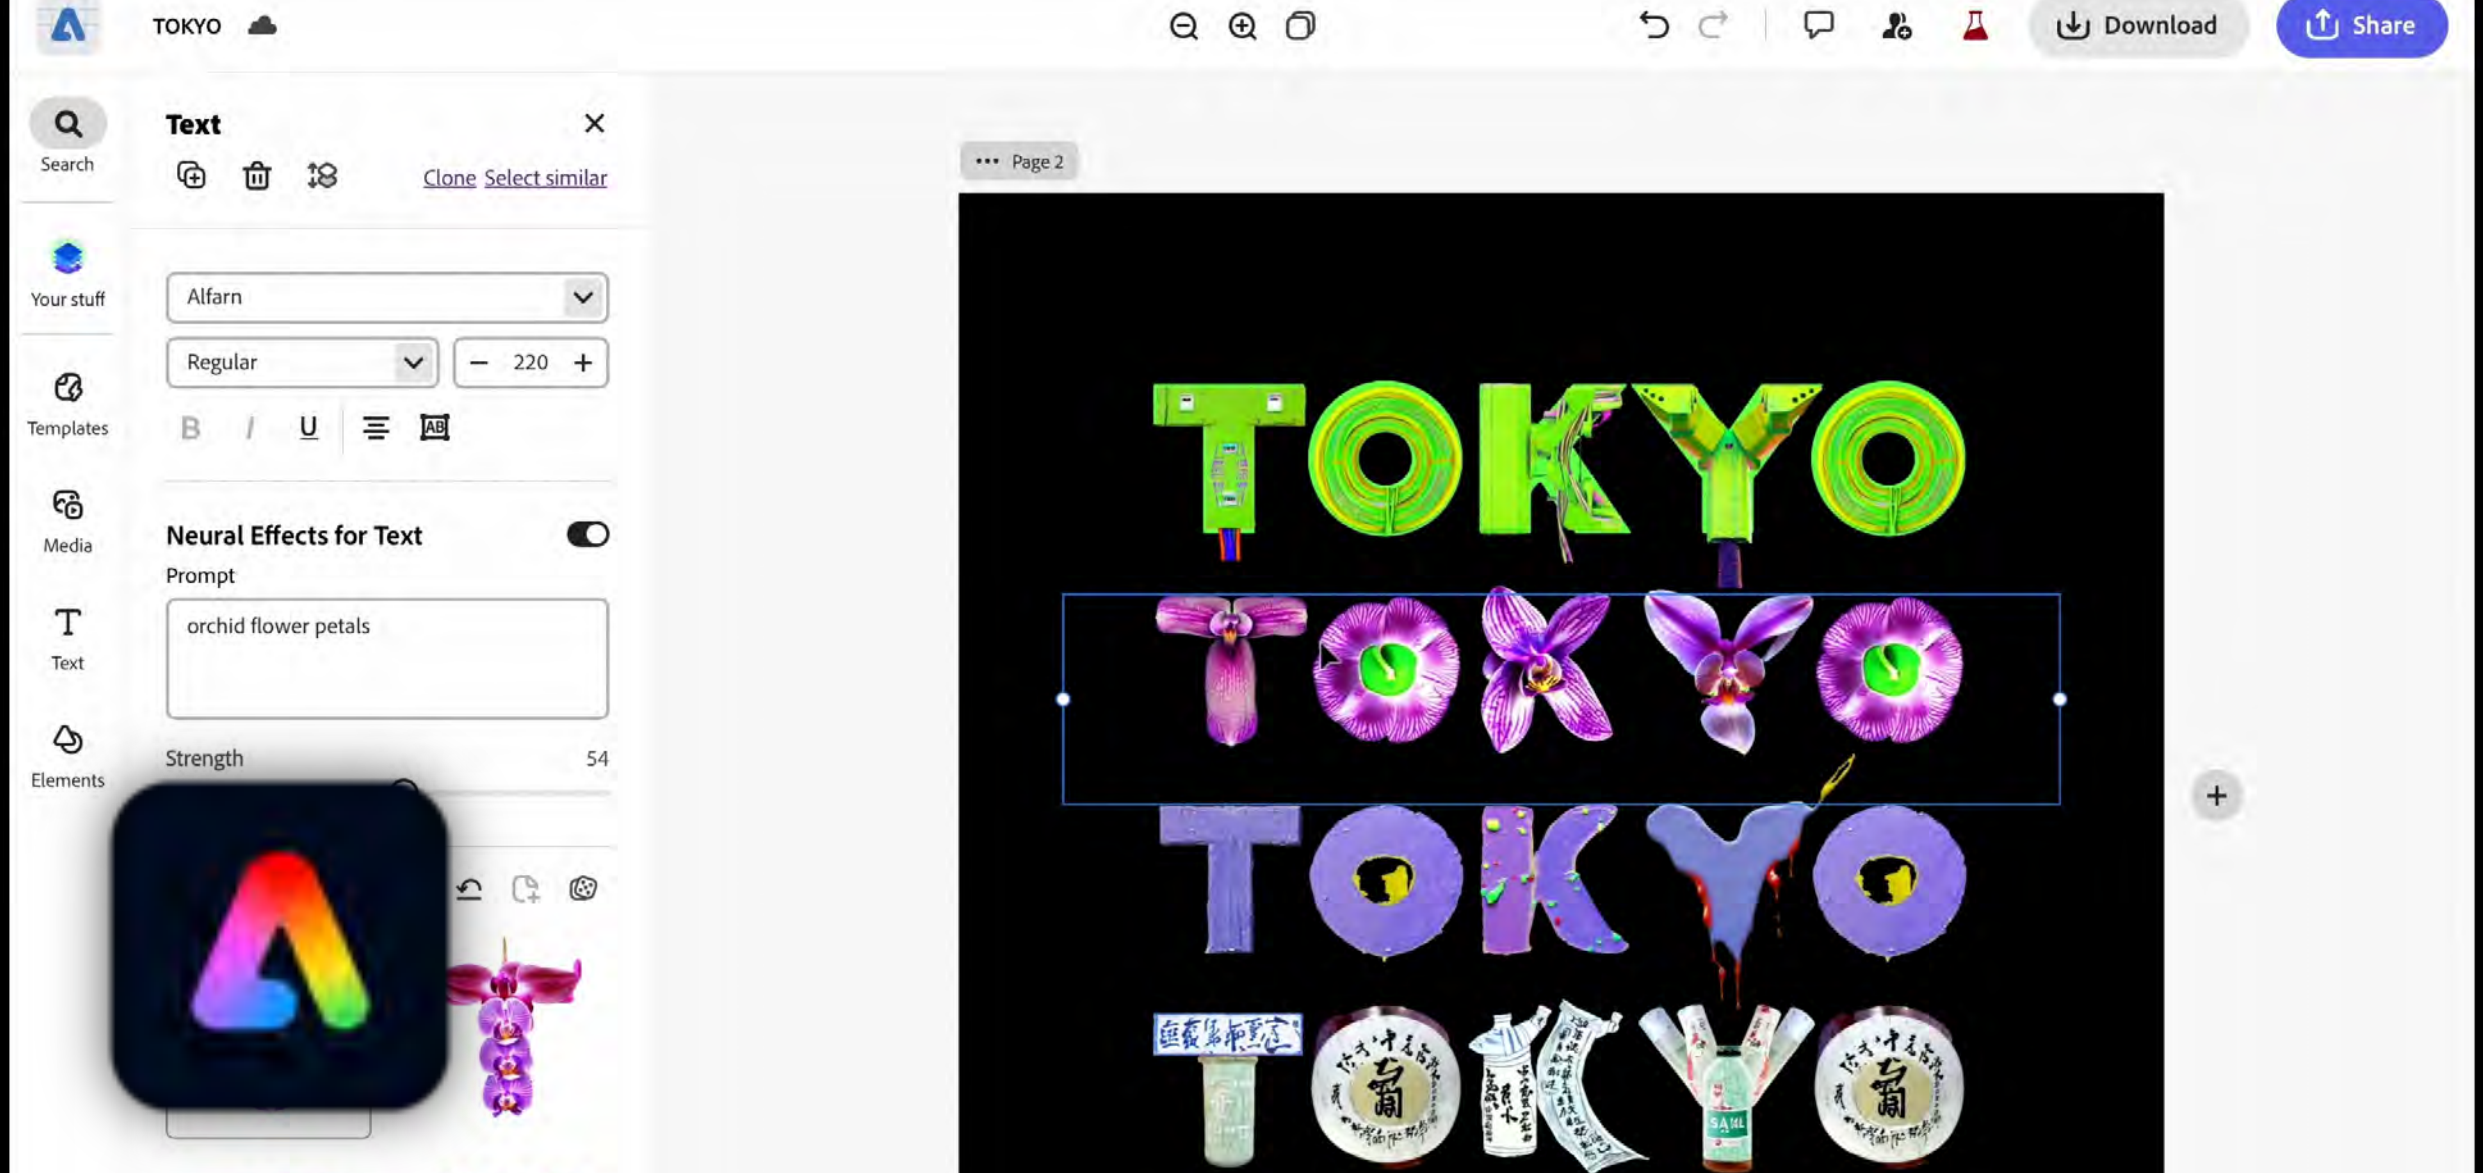 TOKYO
Download
Share
Search
Your stuff
Templates
Media
Text
Elements
Text
Clone Select similar
Alfarn
Regular
220
B I U
AB
Neural Effects for Text
Prompt
orchid flower petals
Strength 54
Page 2
TOKYO
TOKYO
TOKYO
TOKYO